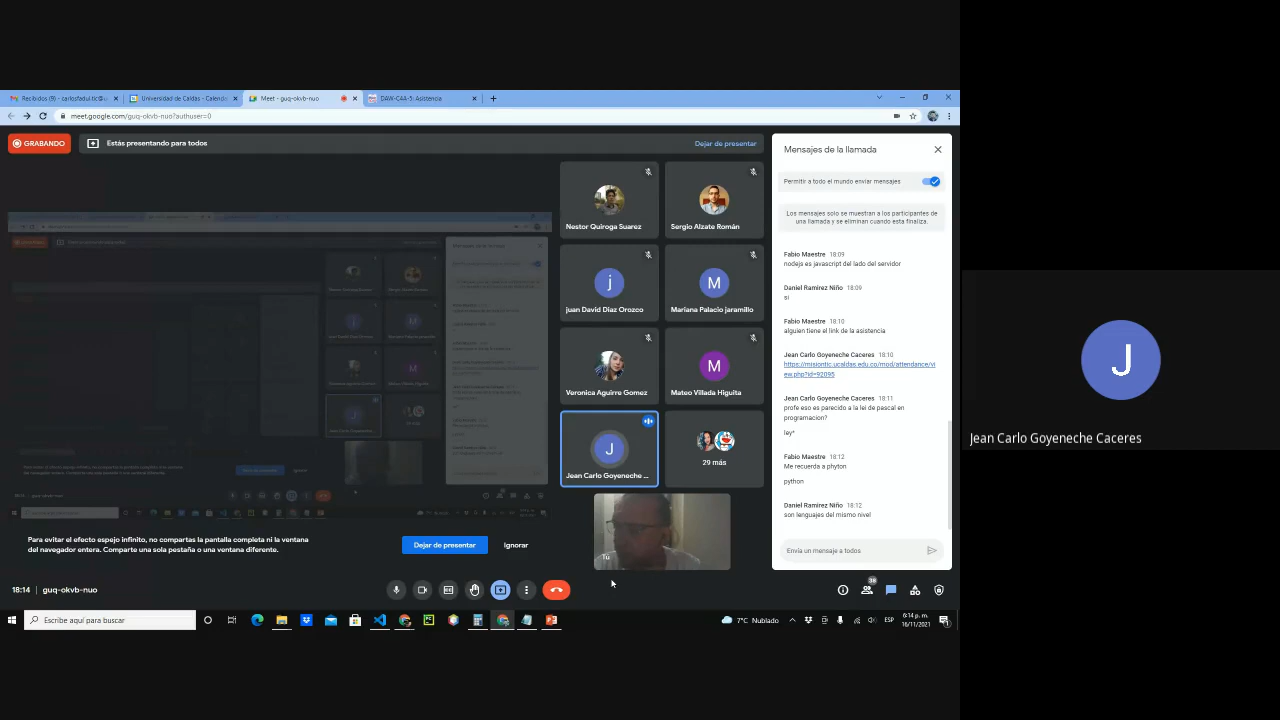 Recibidos (9) - carlosfadul.tic@u
Universidad de Caldas - Calenda
Meet - guq-okvb-nuo
DAW-CAA-5: Asistencia
meet.google.com/guq-okvb-nuo?authuser=0
GRABANDO
Estás presentando para todos
Dejar de presentar
Nestor Quiroga Suarez
Sergio Alzate Román
juan David Diaz Orozco
Mariana Palacio jaramillo
Veronica Aguirre Gomez
Mateo Villada Higuita
Jean Carlo Goyeneche ...
29 más
Tú
Para evitar el efecto espejo infinito, no compartas la pantalla completa ni la ventana
del navegador entera. Comparte una sola pestaña o una ventana diferente.
Dejar de presentar
Ignorar
Mensajes de la llamada
Permitir a todo el mundo enviar mensajes
Los mensajes solo se muestran a los participantes de
una llamada y se eliminan cuando esta finaliza.
Fabio Maestre 18:09
nodejs es javascript del lado del servidor
Daniel Ramírez Niño 18:09
si
Fabio Maestre 18:10
alguien tiene el link de la asistencia
Jean Carlo Goyeneche Caceres 18:10
https://misiontic.ucaldas.edu.co/mod/attendance/vi
ew.php?id=92095
Jean Carlo Goyeneche Caceres 18:11
profe eso es parecido a la lei de pascal en
programacion?
ley*
Fabio Maestre 18:12
Me recuerda a phyton
python
Daniel Ramírez Niño 18:12
son lenguajes del mismo nivel
Envía un mensaje a todos
18:14 | guq-okvb-nuo
38
Escribe aquí para buscar
7°C Nublado
ESP
6:14 p. m.
16/11/2021
J
Jean Carlo Goyeneche Caceres